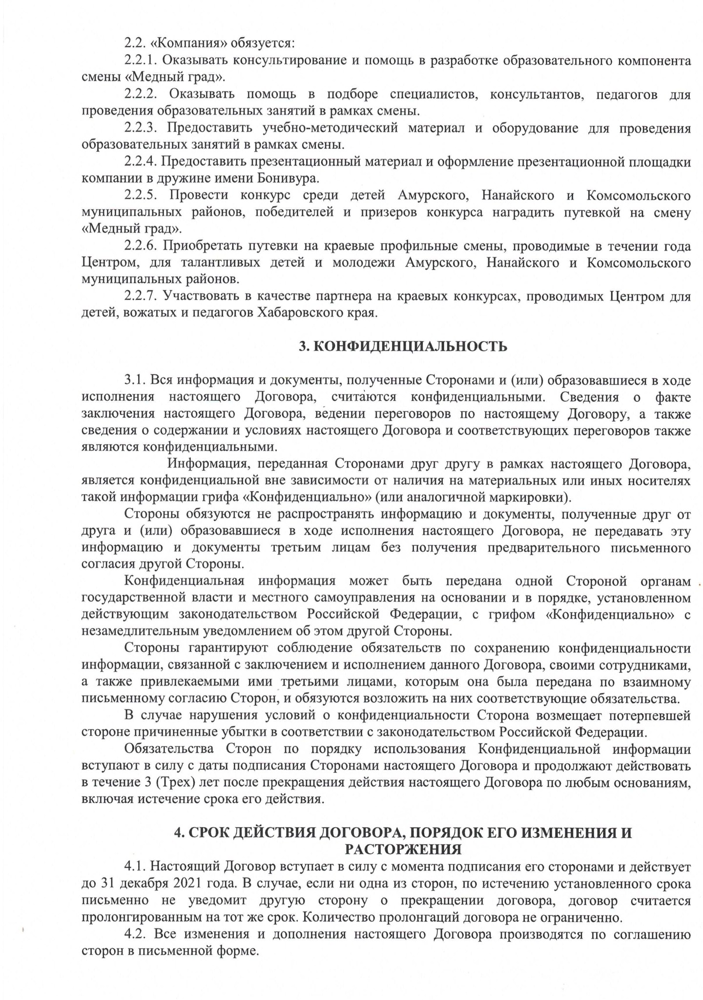 2.2. «Компания» обязуется:
2.2.1. Оказывать консультирование и помощь в разработке образовательного компонента
смены «Медный град».
2.2.2. Оказывать помощь в подборе специалистов, консультантов, педагогов для
проведения образовательных занятий в рамках смены.
2.2.3. Предоставить учебно-методический материал и оборудование для проведения
образовательных занятий в рамках смены.
2.2.4. Предоставить презентационный материал и оформление презентационной площадки
компании в дружине имени Бонивура.
2.2.5. Провести конкурс среди детей Амурского, Нанайского и Комсомольского
муниципальных районов, победителей и призеров конкурса наградить путевкой на смену
«Медный град».
2.2.6. Приобретать путевки на краевые профильные смены, проводимые в течении года
Центром, для талантливых детей и молодежи Амурского, Нанайского и Комсомольского
муниципальных районов.
2.2.7. Участвовать в качестве партнера на краевых конкурсах, проводимых Центром для
детей, вожатых и педагогов Хабаровского края.
3. КОНФИДЕНЦИАЛЬНОСТЬ
3.1. Вся информация и документы, полученные Сторонами и (или) образовавшиеся в ходе
исполнения настоящего Договора, считаются конфиденциальными. Сведения о факте
заключения настоящего Договора, ведении переговоров по настоящему Договору, а также
сведения о содержании и условиях настоящего Договора и соответствующих переговоров также
являются конфиденциальными.
Информация, переданная Сторонами друг другу в рамках настоящего Договора,
является конфиденциальной вне зависимости от наличия на материальных или иных носителях
такой информации грифа «Конфиденциально» (или аналогичной маркировки).
Стороны обязуются не распространять информацию и документы, полученные друг от
друга и (или) образовавшиеся в ходе исполнения настоящего Договора, не передавать эту
информацию и документы третьим лицам без получения предварительного письменного
согласия другой Стороны.
Конфиденциальная информация может быть передана одной Стороной органам
государственной власти и местного самоуправления на основании и в порядке, установленном
действующим законодательством Российской Федерации, с грифом «Конфиденциально» с
незамедлительным уведомлением об этом другой Стороны.
Стороны гарантируют соблюдение обязательств по сохранению конфиденциальности
информации, связанной с заключением и исполнением данного Договора, своими сотрудниками,
а также привлекаемыми ими третьими лицами, которым она была передана по взаимному
письменному согласию Сторон, и обязуются возложить на них соответствующие обязательства.
В случае нарушения условий о конфиденциальности Сторона возмещает потерпевшей
стороне причиненные убытки в соответствии с законодательством Российской Федерации.
Обязательства Сторон по порядку использования Конфиденциальной информации
вступают в силу с даты подписания Сторонами настоящего Договора и продолжают действовать
в течение 3 (Трех) лет после прекращения действия настоящего Договора по любым основаниям,
включая истечение срока его действия.
4. СРОК ДЕЙСТВИЯ ДОГОВОРА, ПОРЯДОК ЕГО ИЗМЕНЕНИЯ И
РАСТОРЖЕНИЯ
4.1. Настоящий Договор вступает в силу с момента подписания его сторонами и действует
до 31 декабря 2021 года. В случае, если ни одна из сторон, по истечению установленного срока
письменно не уведомит другую сторону о прекращении договора, договор считается
пролонгированным на тот же срок. Количество пролонгаций договора не ограниченно.
4.2. Все изменения и дополнения настоящего Договора производятся по соглашению
сторон в письменной форме.